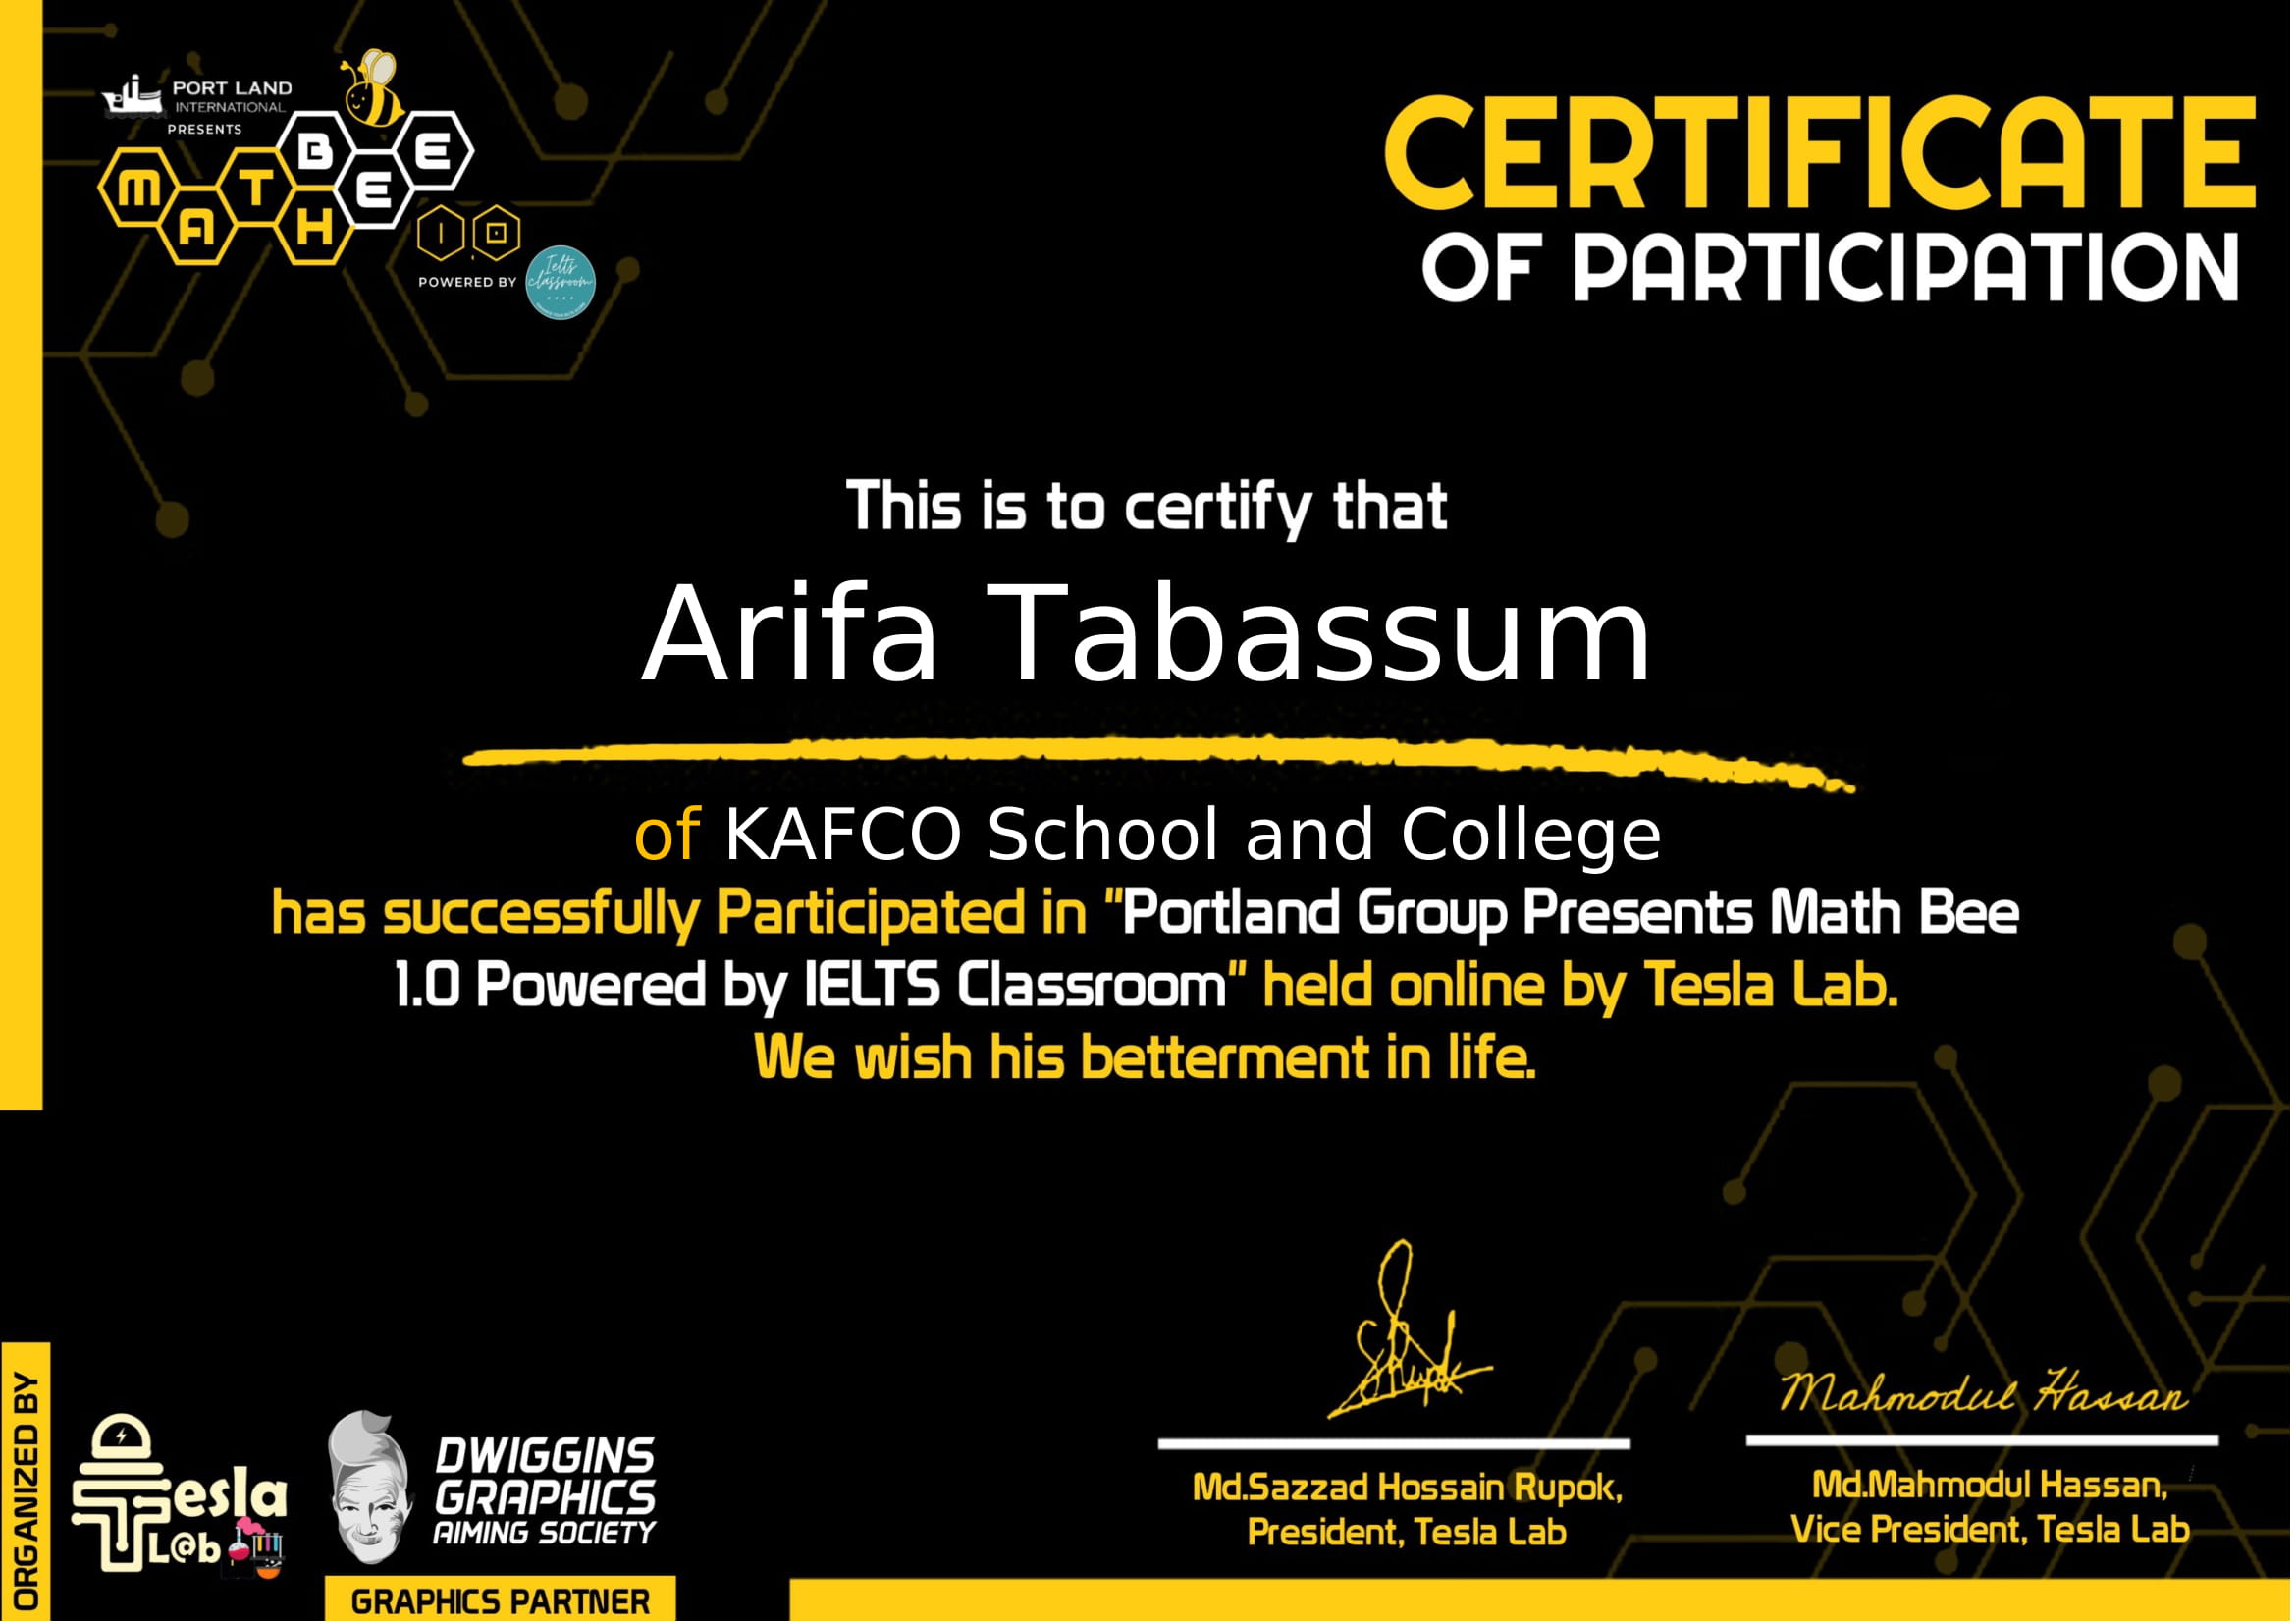 PORT LAND
INTERNATIONAL
PRESENTS
MATH BEE
1.0
POWERED BY
Ielts
classroom
CERTIFICATE
OF PARTICIPATION
This is to certify that
Arifa Tabassum
of KAFCO School and College
has successfully Participated in "Portland Group Presents Math Bee
1.0 Powered by IELTS Classroom" held online by Tesla Lab.
We wish his betterment in life.
ORGANIZED BY
Tesla
L@b
DWIGGINS
GRAPHICS
AIMING SOCIETY
GRAPHICS PARTNER
Rupok
Md.Sazzad Hossain Rupok,
President, Tesla Lab
Mahmodul Hassan
Md.Mahmodul Hassan,
Vice President, Tesla Lab